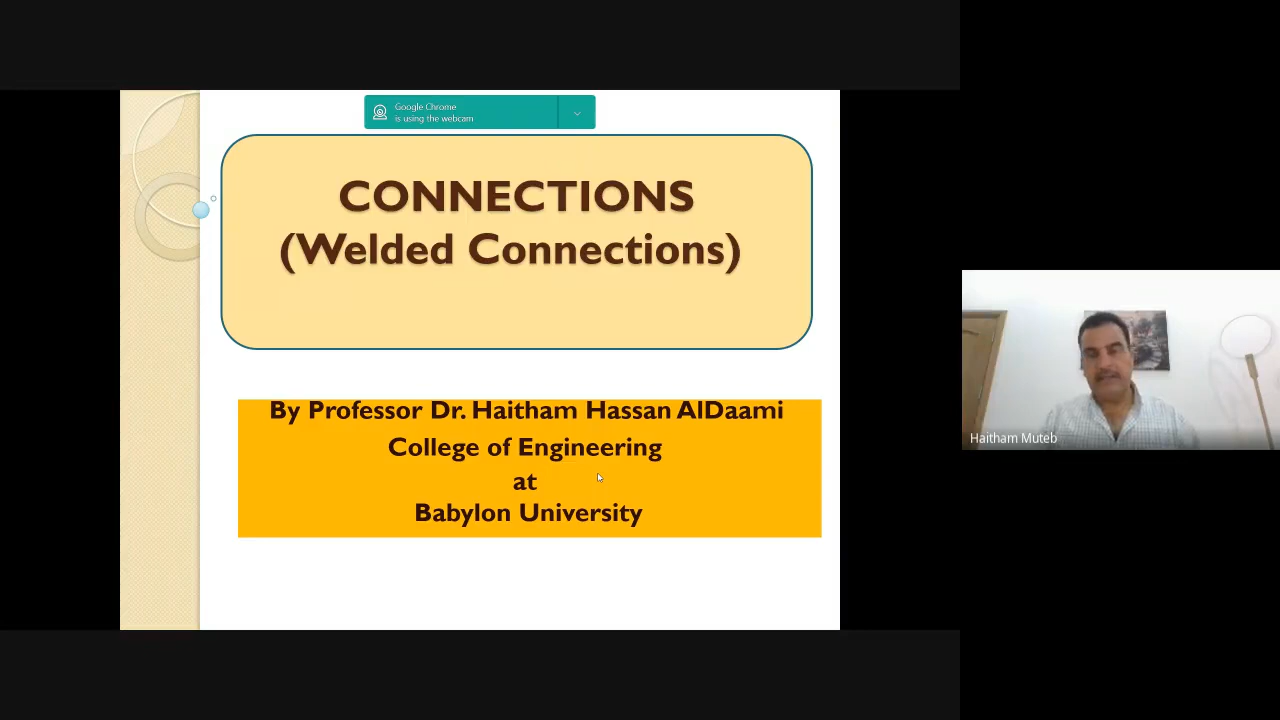 Google Chrome
is using the webcam
CONNECTIONS
(Welded Connections)
By Professor Dr. Haitham Hassan AlDaami
College of Engineering
at
Babylon University
Haitham Muteb